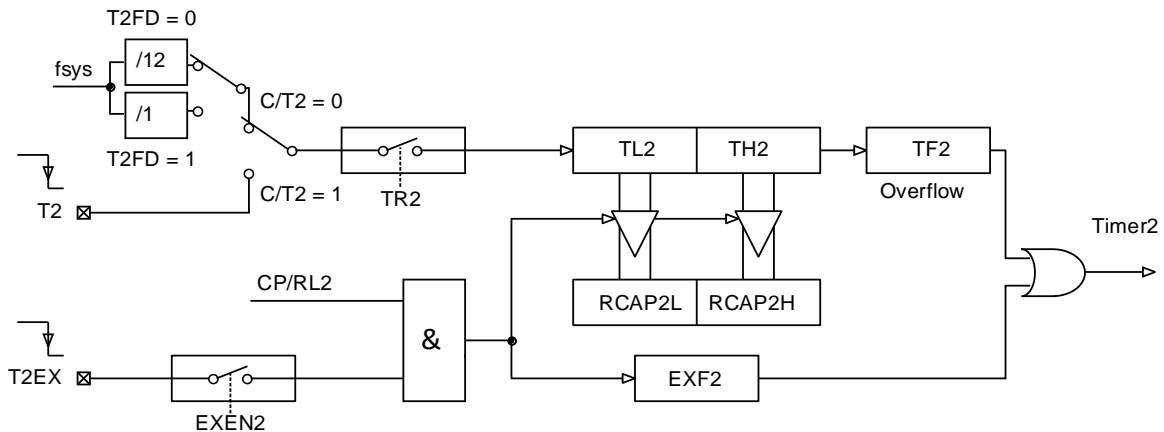 T2FD = 0
/12
fsys
C/T2 = 0
/1
T2FD = 1
TL2
TH2
TF2
Overflow
C/T2 = 1
TR2
T2
Timer2
CP/RL2
RCAP2L
RCAP2H
&
T2EX
EXF2
EXEN2